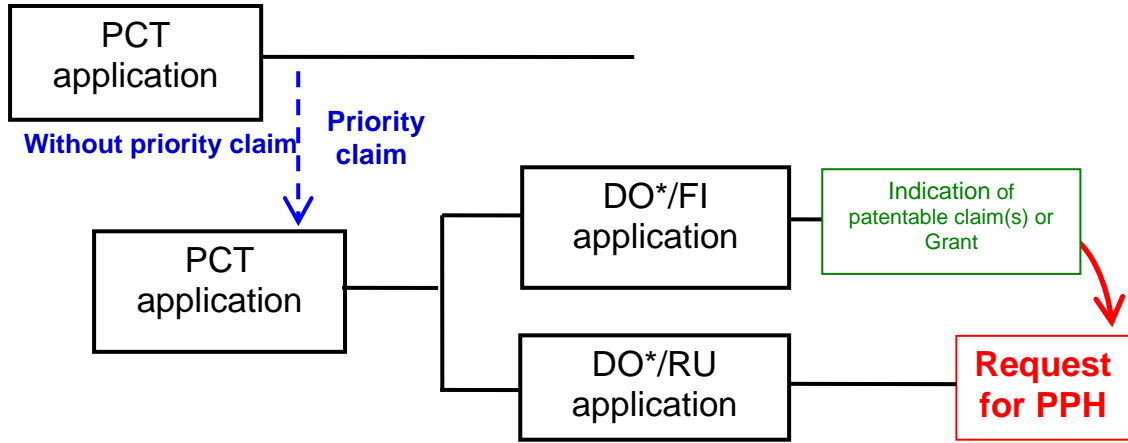 PCT
application
Without priority claim
Priority
claim
PCT
application
DO*/FI
application
Indication of
patentable claim(s) or
Grant
DO*/RU
application
Request
for PPH